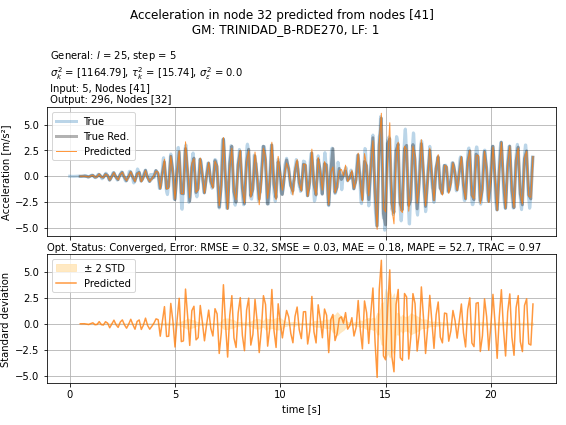 Acceleration in node 32 predicted from nodes [41]
GM: TRINIDAD_B-RDE270, LF: 1
General: l = 25, step = 5
σ²ₖ = [1164.79], τ²ₖ = [15.74], σ²ε = 0.0
Input: 5, Nodes [41]
Output: 296, Nodes [32]
Acceleration [m/s²]
5.0
2.5
0.0
−2.5
−5.0
True
True Red.
Predicted
Opt. Status: Converged, Error: RMSE = 0.32, SMSE = 0.03, MAE = 0.18, MAPE = 52.7, TRAC = 0.97
Standard deviation
5.0
2.5
0.0
−2.5
−5.0
± 2 STD
Predicted
0
5
10
15
20
time [s]